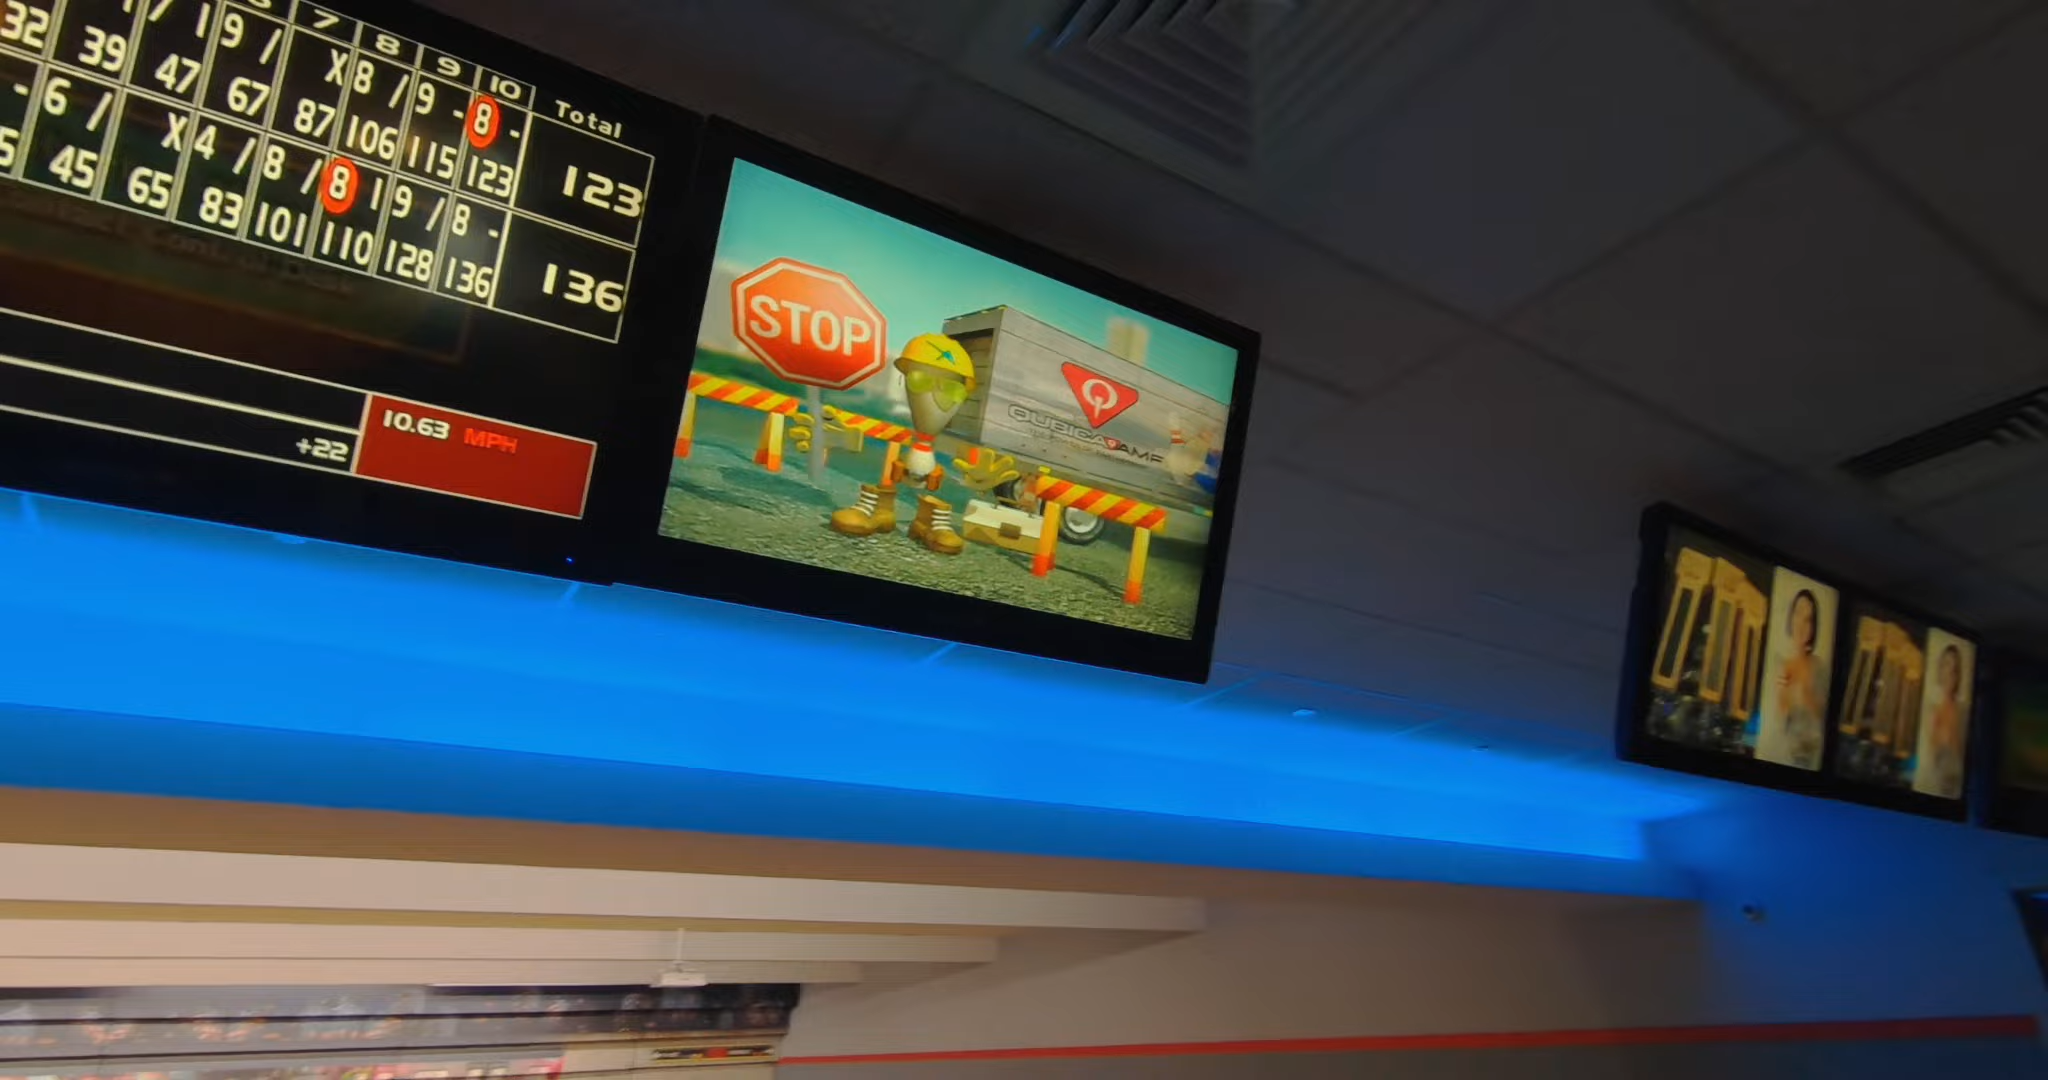 7 8 9 10 Total
/ 1 9 / X 8 / 9 - 8 -
32 39 47 67 87 106 115 123 123
- 6 / X 4 / 8 / 8 1 9 / 8 -
5 45 65 83 101 110 128 136 136
+22
10.63 MPH
STOP
Q
QUBICAAMF